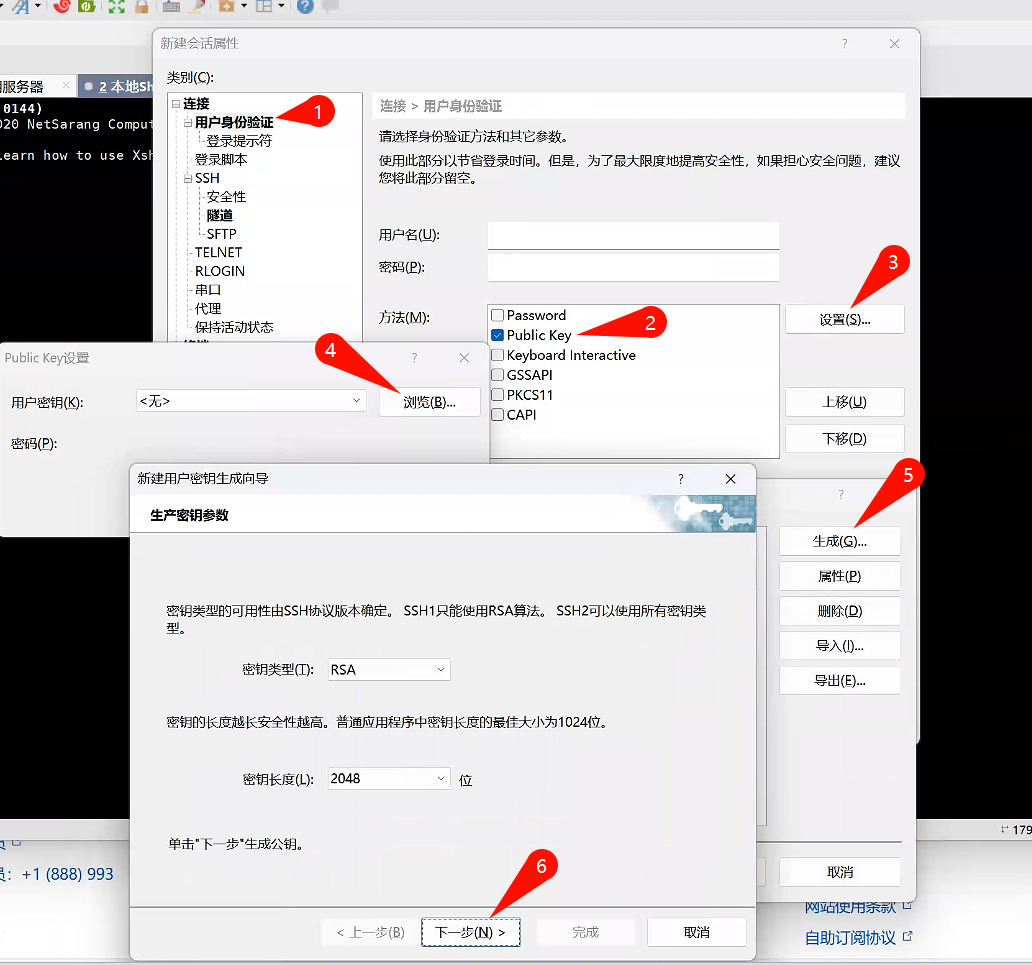 新建会话属性
类别(C):
用服务器
2 本地Sh
0144)
020 NetSarang Comput
earn how to use Xsh
连接
用户身份验证
登录提示符
登录脚本
SSH
安全性
隧道
SFTP
TELNET
RLOGIN
串口
代理
保持活动状态
1
连接 > 用户身份验证
请选择身份验证方法和其它参数。
使用此部分以节省登录时间。但是，为了最大限度地提高安全性，如果担心安全问题，建议
您将此部分留空。
用户名(U):
密码(P):
方法(M):
Password
Public Key
Keyboard Interactive
GSSAPI
PKCS11
CAPI
2
3
设置(S)...
上移(U)
下移(D)
4
Public Key设置
用户密钥(K):
<无>
浏览(B)...
密码(P):
5
生成(G)...
属性(P)
删除(D)
导入(I)...
导出(E)...
取消
新建用户密钥生成向导
生产密钥参数
密钥类型的可用性由SSH协议版本确定。 SSH1只能使用RSA算法。 SSH2可以使用所有密钥类
型。
密钥类型(T):
RSA
密钥的长度越长安全性越高。普通应用程序中密钥长度的最佳大小为1024位。
密钥长度(L):
2048
位
单击"下一步"生成公钥。
6
< 上一步(B)
下一步(N) >
完成
取消
179
: +1 (888) 993
网站使用条款
自助订阅协议